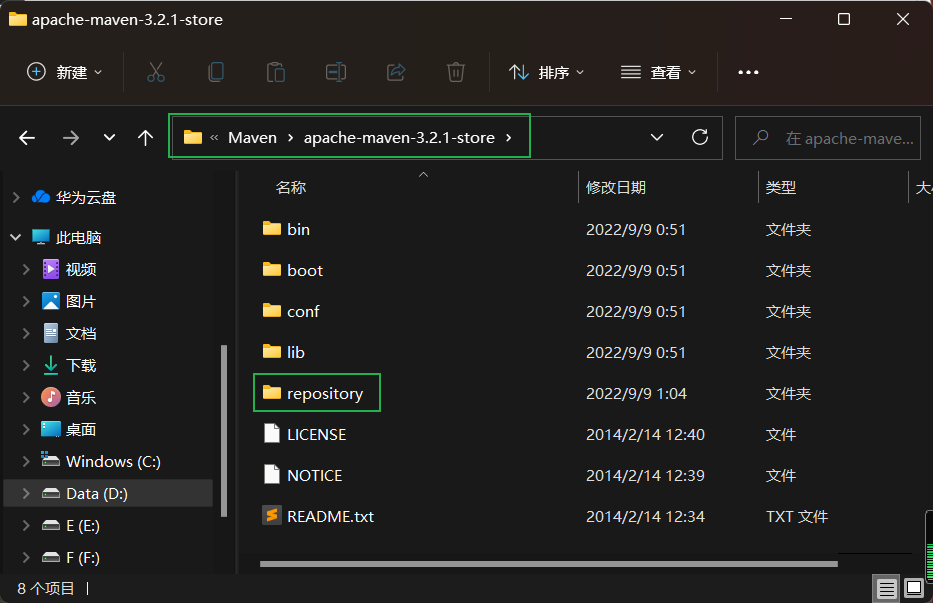 apache-maven-3.2.1-store
新建 排序 查看
« Maven › apache-maven-3.2.1-store › 在 apache-mave...
名称 修改日期 类型 大小
华为云盘
此电脑
视频
图片
文档
下载
音乐
桌面
Windows (C:)
Data (D:)
E (E:)
F (F:)
bin 2022/9/9 0:51 文件夹
boot 2022/9/9 0:51 文件夹
conf 2022/9/9 0:51 文件夹
lib 2022/9/9 0:51 文件夹
repository 2022/9/9 1:04 文件夹
LICENSE 2014/2/14 12:40 文件
NOTICE 2014/2/14 12:39 文件
README.txt 2014/2/14 12:34 TXT 文件
8 个项目